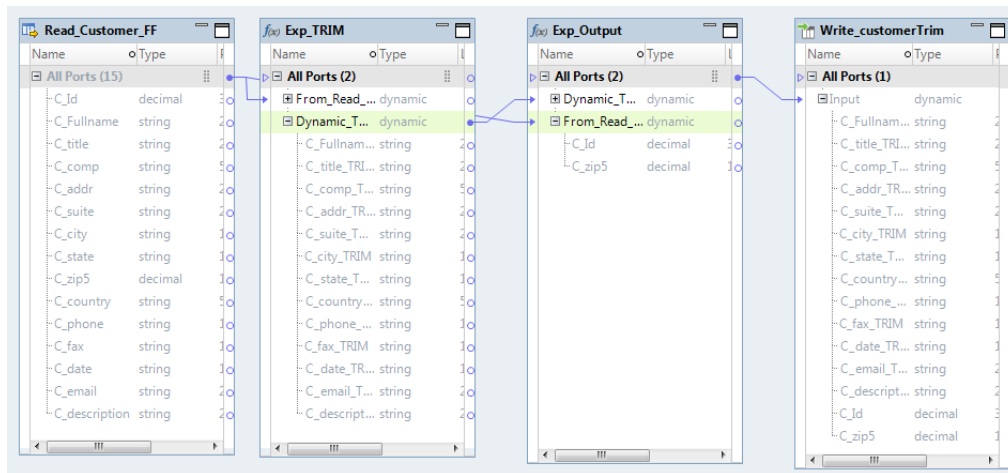 Read_Customer_FF
Name Type
All Ports (15)
C_Id decimal
C_Fullname string
C_title string
C_comp string
C_addr string
C_suite string
C_city string
C_state string
C_zip5 decimal
C_country string
C_phone string
C_fax string
C_date string
C_email string
C_description string
f(x) Exp_TRIM
Name Type
All Ports (2)
From_Read_... dynamic
Dynamic_T... dynamic
C_Fullnam... string
C_title_TRI... string
C_comp_T... string
C_addr_TR... string
C_suite_T... string
C_city_TRIM string
C_state_T... string
C_country... string
C_phone_... string
C_fax_TRIM string
C_date_TR... string
C_email_T... string
C_descript... string
f(x) Exp_Output
Name Type
All Ports (2)
Dynamic_T... dynamic
From_Read_... dynamic
C_Id decimal
C_zip5 decimal
Write_customerTrim
Name Type
All Ports (1)
Input dynamic
C_Fullnam... string
C_title_TRI... string
C_comp_T... string
C_addr_TR... string
C_suite_T... string
C_city_TRIM string
C_state_T... string
C_country... string
C_phone_... string
C_fax_TRIM string
C_date_TR... string
C_email_T... string
C_descript... string
C_Id decimal
C_zip5 decimal